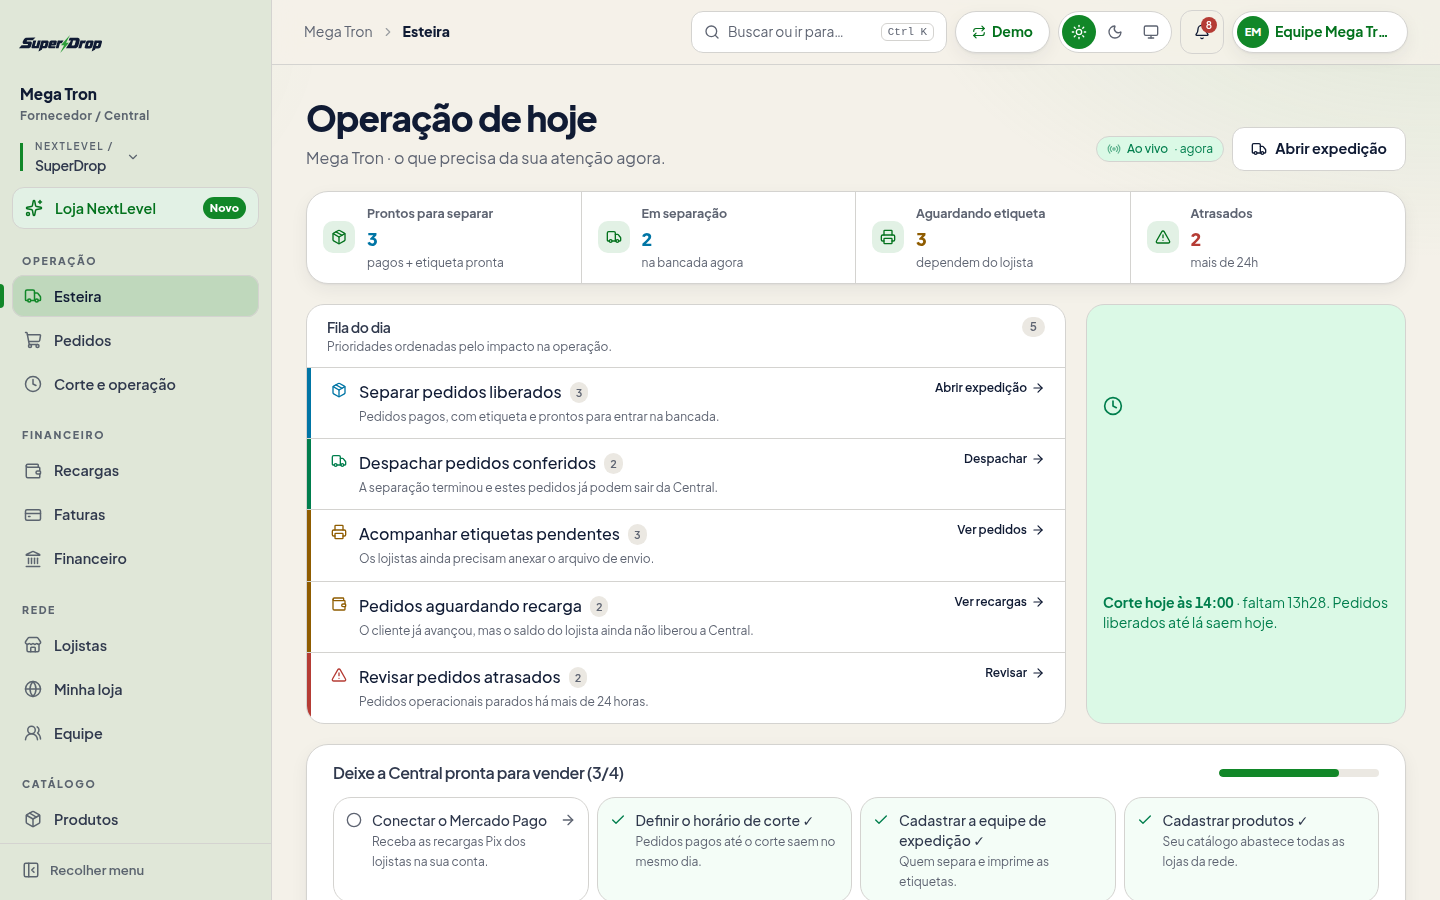 SuperDrop
Mega Tron
Fornecedor / Central
NEXTLEVEL /
SuperDrop
Loja NextLevel
Novo
OPERAÇÃO
Esteira
Pedidos
Corte e operação
FINANCEIRO
Recargas
Faturas
Financeiro
REDE
Lojistas
Minha loja
Equipe
CATÁLOGO
Produtos
Recolher menu
Mega Tron > Esteira
Buscar ou ir para...
Ctrl K
Demo
8
EM
Equipe Mega Tr...
Operação de hoje
Mega Tron · o que precisa da sua atenção agora.
Ao vivo · agora
Abrir expedição
Prontos para separar
3
pagos + etiqueta pronta
Em separação
2
na bancada agora
Aguardando etiqueta
3
dependem do lojista
Atrasados
2
mais de 24h
Fila do dia
5
Prioridades ordenadas pelo impacto na operação.
Separar pedidos liberados 3
Abrir expedição →
Pedidos pagos, com etiqueta e prontos para entrar na bancada.
Despachar pedidos conferidos 2
Despachar →
A separação terminou e estes pedidos já podem sair da Central.
Acompanhar etiquetas pendentes 3
Ver pedidos →
Os lojistas ainda precisam anexar o arquivo de envio.
Pedidos aguardando recarga 2
Ver recargas →
O cliente já avançou, mas o saldo do lojista ainda não liberou a Central.
Revisar pedidos atrasados 2
Revisar →
Pedidos operacionais parados há mais de 24 horas.
Corte hoje às 14:00 · faltam 13h28. Pedidos
liberados até lá saem hoje.
Deixe a Central pronta para vender (3/4)
Conectar o Mercado Pago →
Receba as recargas Pix dos
lojistas na sua conta.
Definir o horário de corte ✓
Pedidos pagos até o corte saem no
mesmo dia.
Cadastrar a equipe de
expedição ✓
Quem separa e imprime as
etiquetas.
Cadastrar produtos ✓
Seu catálogo abastece todas as
lojas da rede.